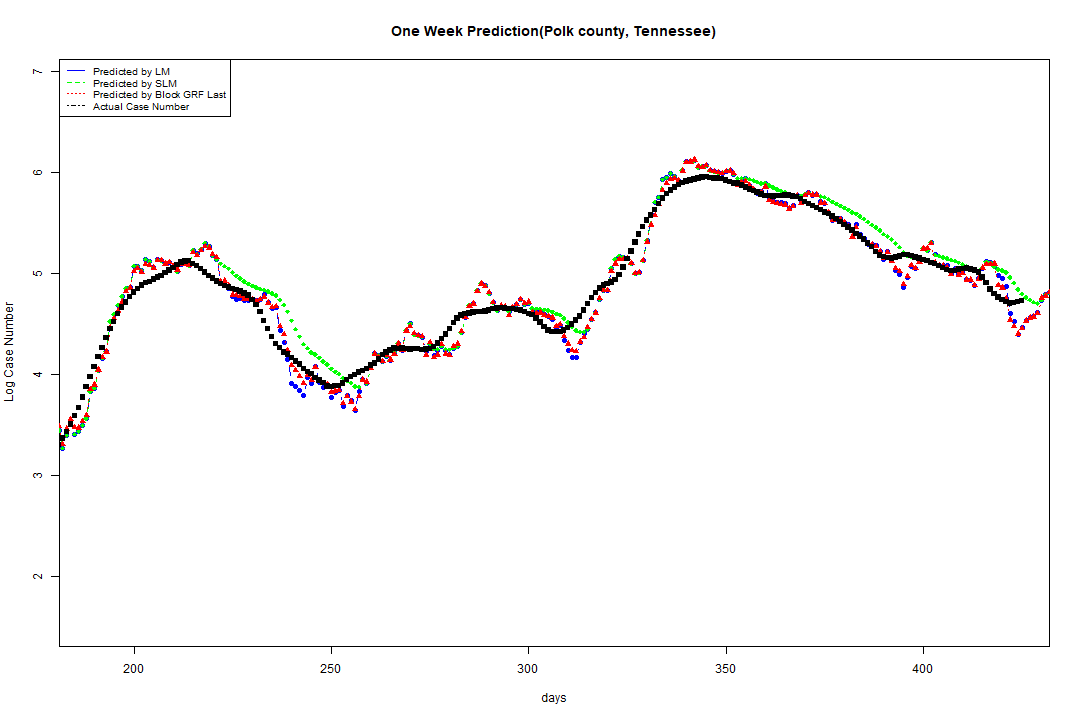 One Week Prediction(Polk county, Tennessee)
Predicted by LM
Predicted by SLM
Predicted by Block GRF Last
Actual Case Number
7
6
5
4
3
2
Log Case Number
200 250 300 350 400
days